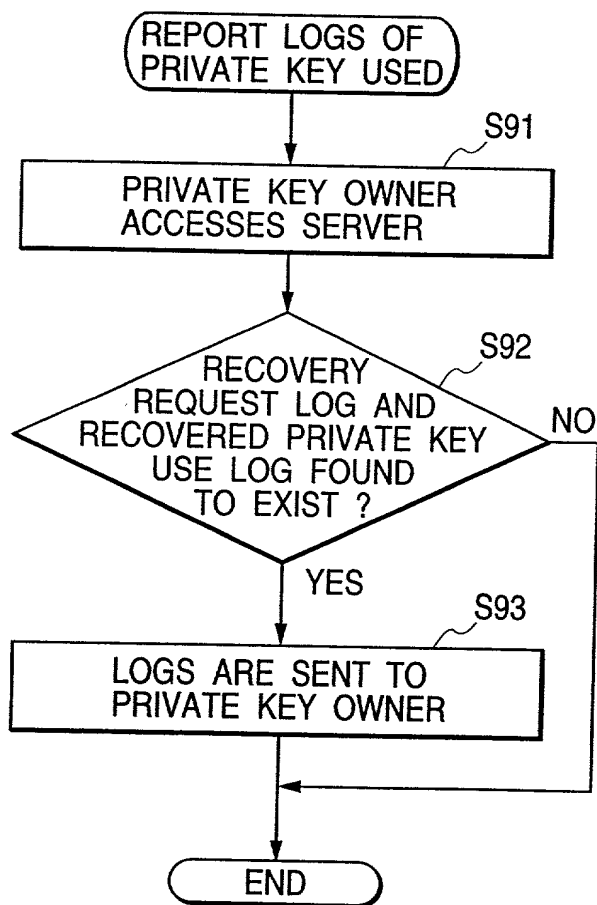 REPORT LOGS OF
PRIVATE KEY USED
S91
PRIVATE KEY OWNER
ACCESSES SERVER
S92
RECOVERY
REQUEST LOG AND
RECOVERED PRIVATE KEY
USE LOG FOUND
TO EXIST ?
NO
YES
S93
LOGS ARE SENT TO
PRIVATE KEY OWNER
END